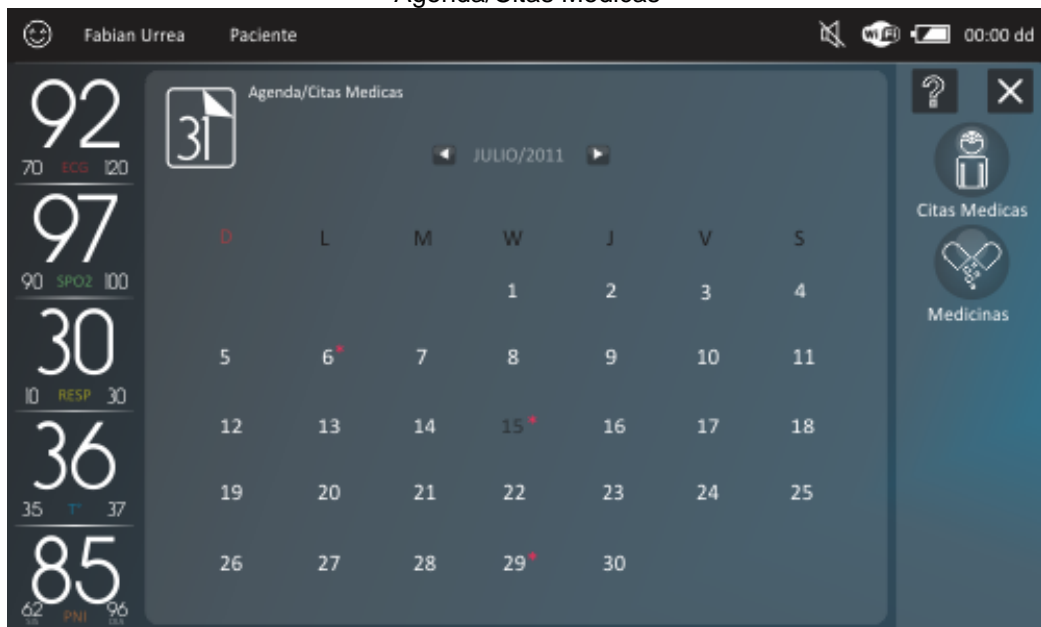 Agenda/Citas Medicas
Fabian Urrea Paciente WiFi 00:00 dd
92
70 ECG 120
97
90 SPO2 100
30
10 RESP 30
36
35 T° 37
85
62 PNI 96
31
Agenda/Citas Medicas
JULIO/2011
D L M W J V S
1 2 3 4
5 6* 7 8 9 10 11
12 13 14 15* 16 17 18
19 20 21 22 23 24 25
26 27 28 29* 30
?
Citas Medicas
Medicinas